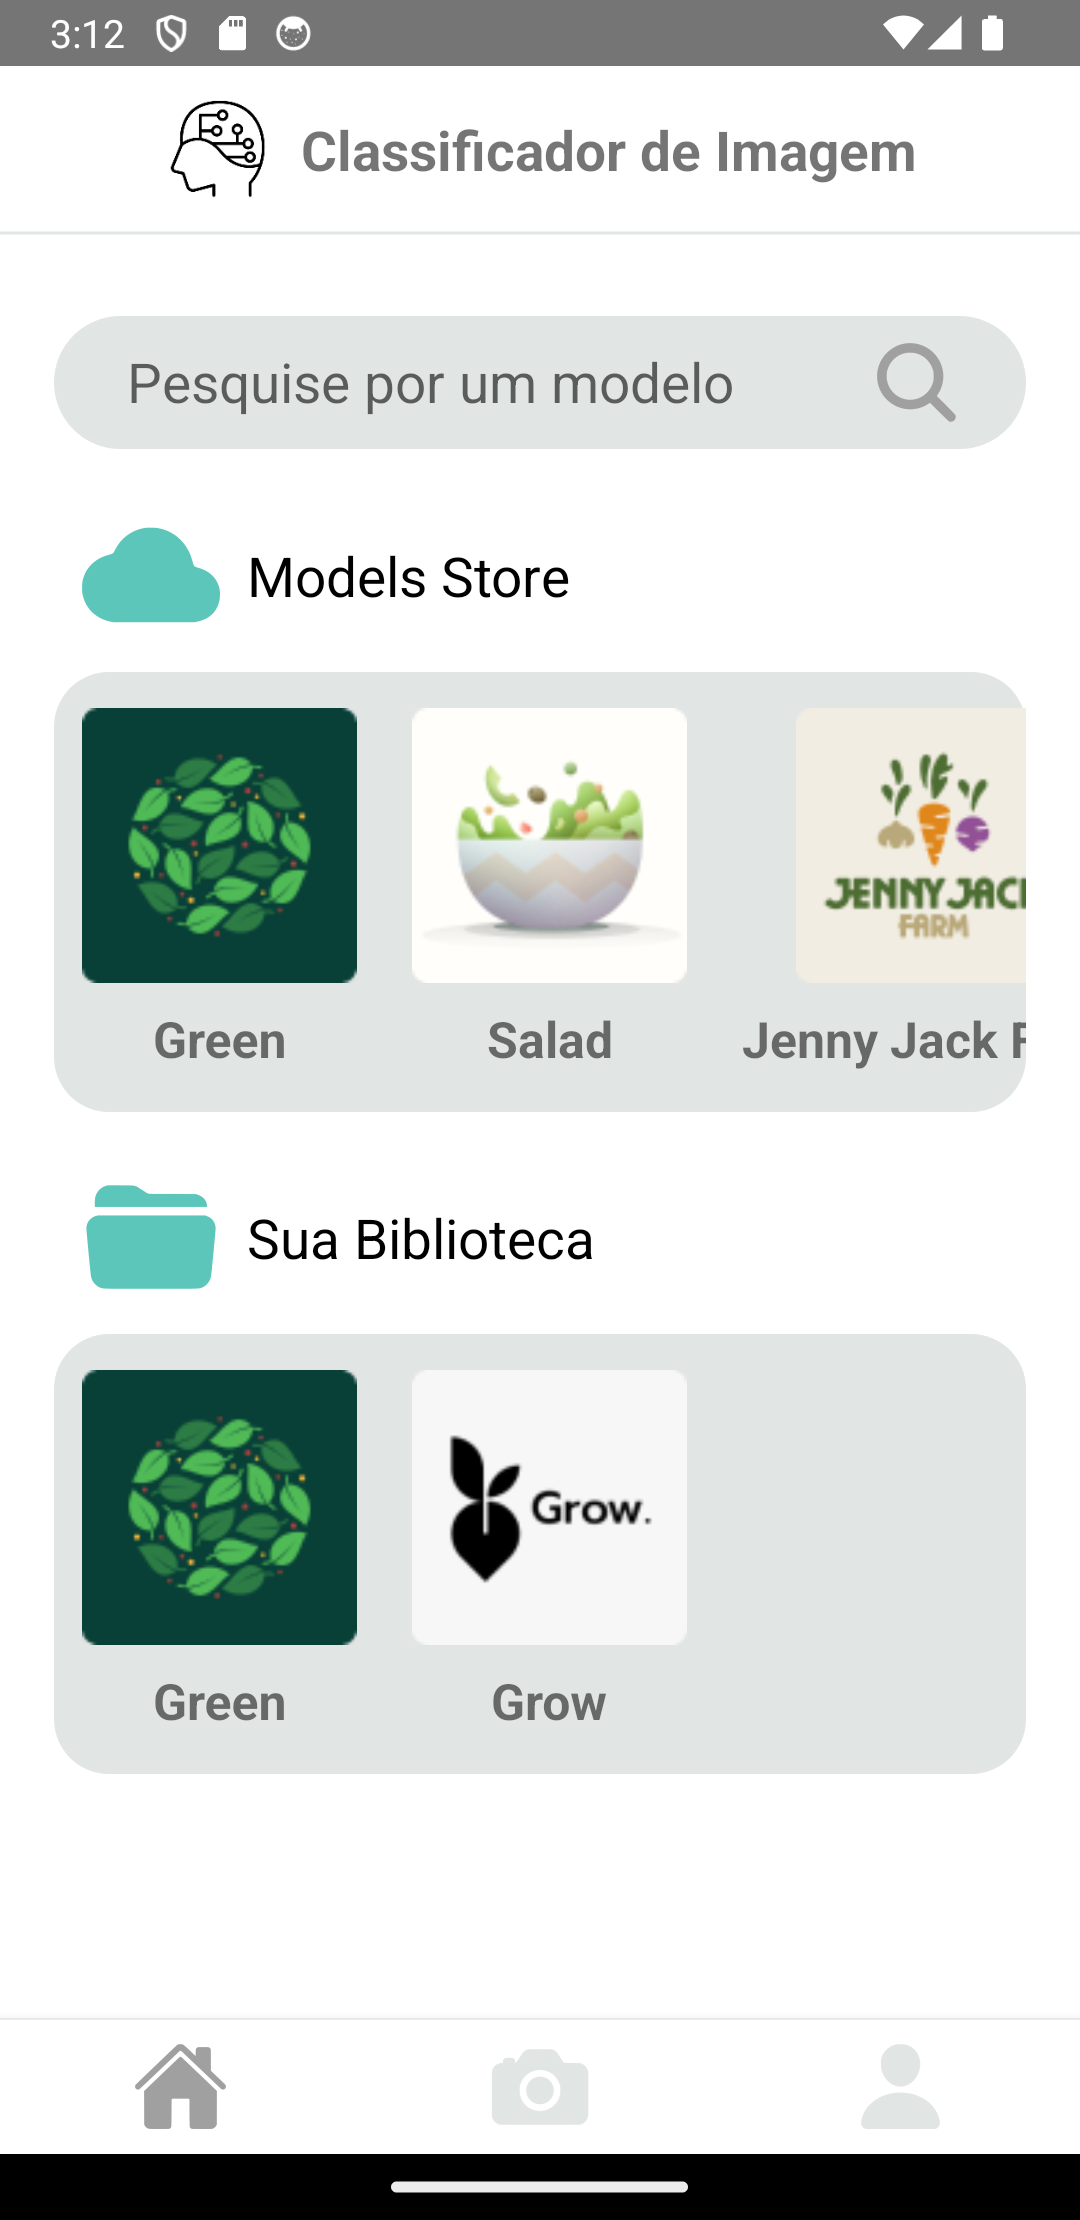 3:12
Classificador de Imagem
Pesquise por um modelo
Models Store
JENNY JACK
FARM
Green
Salad
Jenny Jack F
Sua Biblioteca
Grow.
Green
Grow